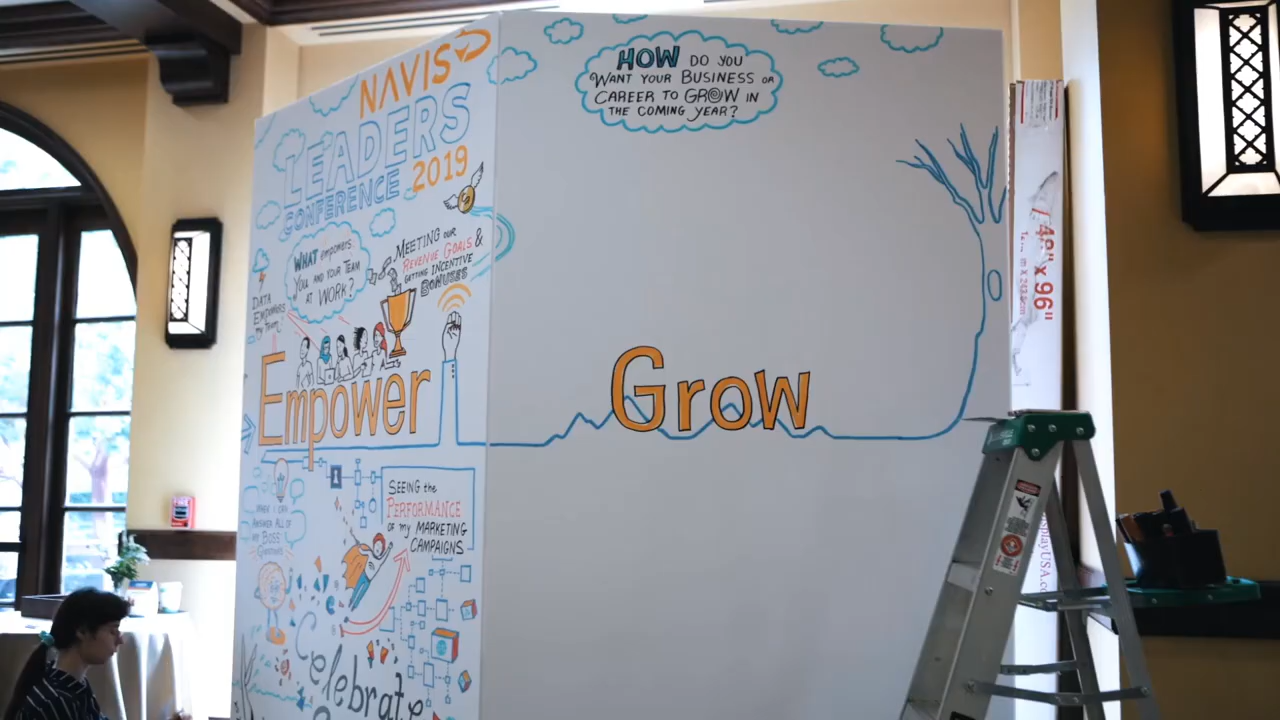 NAVIS
LEADERS
CONFERENCE 2019
WHAT empowers
YOU AND YOUR TEAM
AT WORK?
MEETING OUR
REVENUE GOALS &
GETTING INCENTIVE
BONUSES
DATA
EMPOWERS
my team
Empower
SEEING the
PERFORMANCE
OF my MARKETING
CAMPAIGNS
WHEN I CAN
ANSWER ALL OF
my BOSS'
QUESTIONS
Celebrate
HOW DO YOU
WANT YOUR BUSINESS OR
CAREER TO GROW IN
THE COMING YEAR?
Grow
48" x 96"
playUSA.co